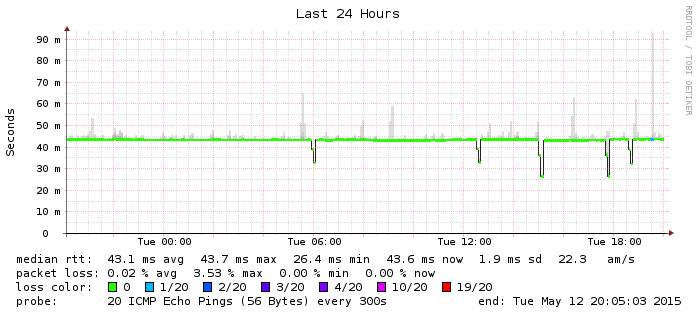 Last 24 Hours
RRDTOOL / TOBI OETIKER
Seconds
90 m
80 m
70 m
60 m
50 m
40 m
30 m
20 m
10 m
0
Tue 00:00 Tue 06:00 Tue 12:00 Tue 18:00
median rtt: 43.1 ms avg 43.7 ms max 26.4 ms min 43.6 ms now 1.9 ms sd 22.3 am/s
packet loss: 0.02 % avg 3.53 % max 0.00 % min 0.00 % now
loss color: 0 1/20 2/20 3/20 4/20 10/20 19/20
probe: 20 ICMP Echo Pings (56 Bytes) every 300s end: Tue May 12 20:05:03 2015